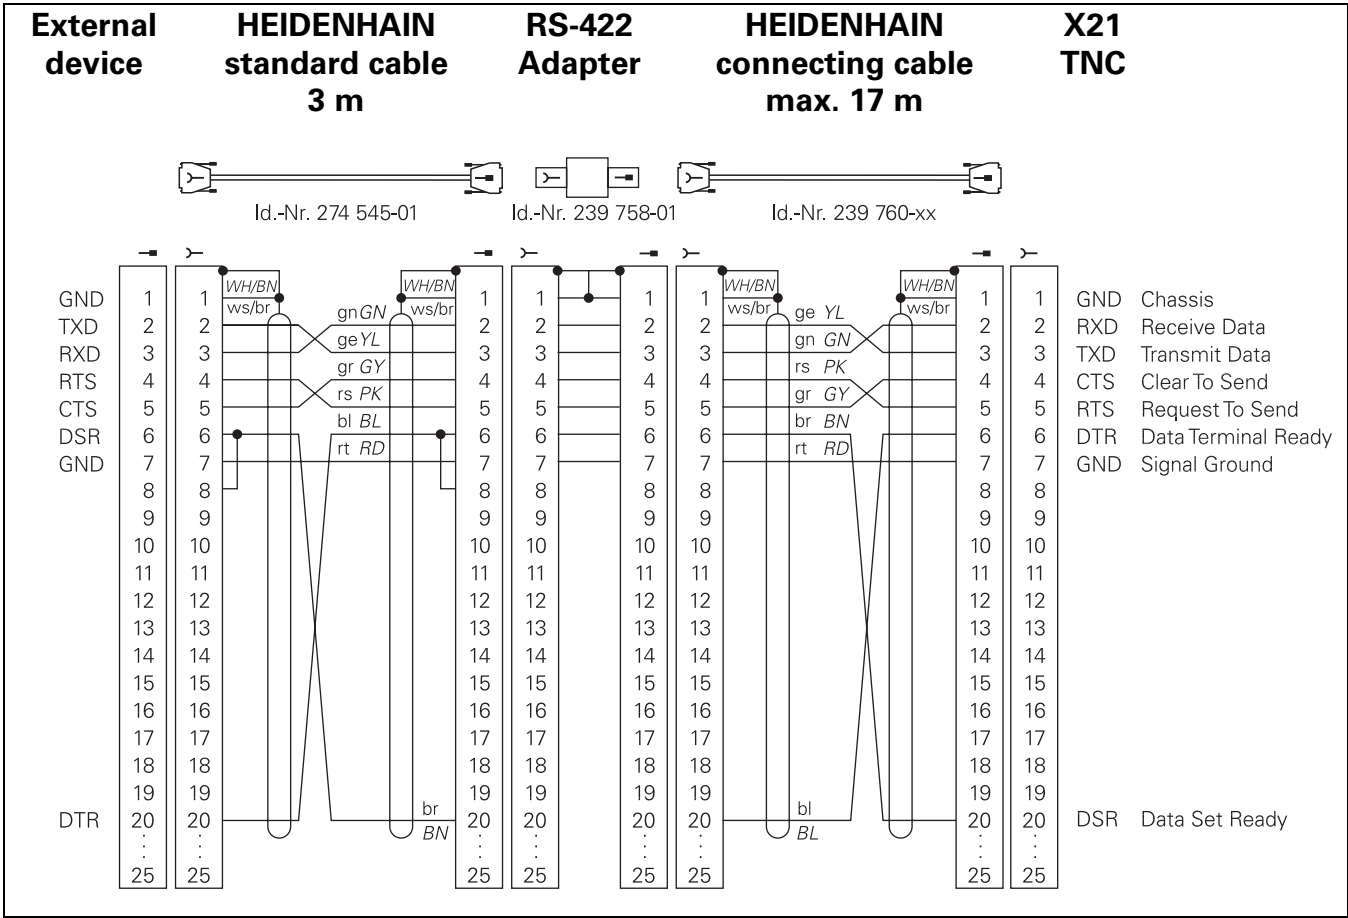 External device
HEIDENHAIN standard cable 3 m
RS-422 Adapter
HEIDENHAIN connecting cable max. 17 m
X21 TNC
Id.-Nr. 274 545-01
Id.-Nr. 239 758-01
Id.-Nr. 239 760-xx
WH/BN WH/BN WH/BN WH/BN
GND 1 1 1 1 1 1 1 1 GND Chassis
ws/br ws/br ws/br ws/br
gn GN ge YL
TXD 2 2 2 2 2 2 2 2 RXD Receive Data
ge YL gn GN
RXD 3 3 3 3 3 3 3 3 TXD Transmit Data
gr GY rs PK
RTS 4 4 4 4 4 4 4 4 CTS Clear To Send
rs PK gr GY
CTS 5 5 5 5 5 5 5 5 RTS Request To Send
bl BL br BN
DSR 6 6 6 6 6 6 6 6 DTR Data Terminal Ready
rt RD rt RD
GND 7 7 7 7 7 7 7 7 GND Signal Ground
8 8 8 8 8 8 8 8
9 9 9 9 9 9 9 9
10 10 10 10 10 10 10 10
11 11 11 11 11 11 11 11
12 12 12 12 12 12 12 12
13 13 13 13 13 13 13 13
14 14 14 14 14 14 14 14
15 15 15 15 15 15 15 15
16 16 16 16 16 16 16 16
17 17 17 17 17 17 17 17
18 18 18 18 18 18 18 18
19 19 19 19 19 19 19 19
br bl
DTR 20 20 20 20 20 20 20 20 DSR Data Set Ready
BN BL
25 25 25 25 25 25 25 25